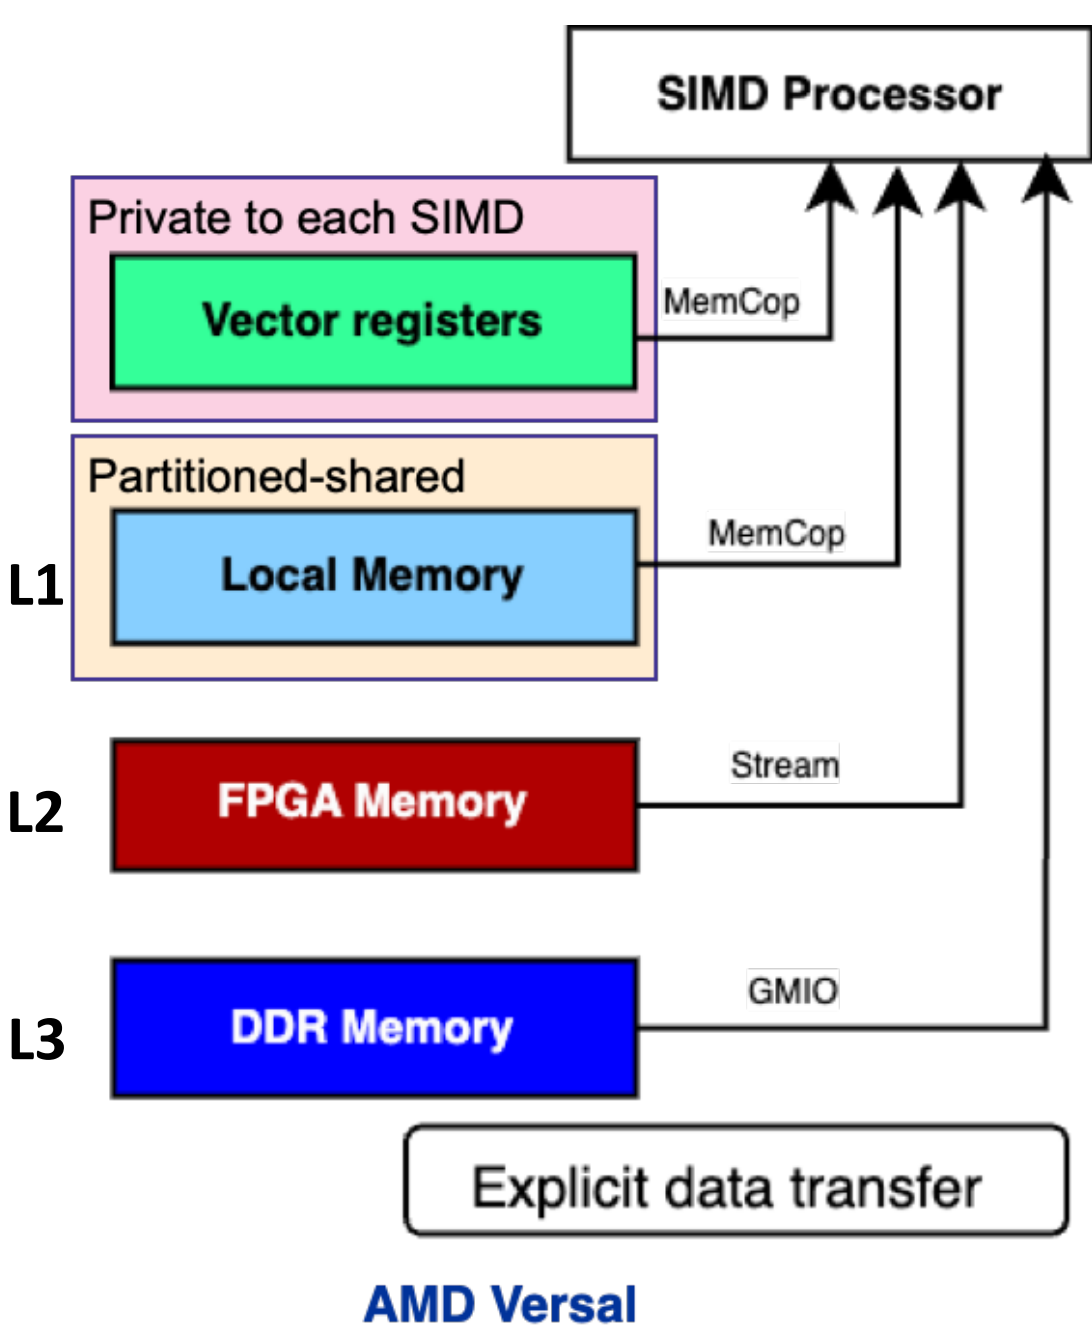 SIMD Processor
Private to each SIMD
Vector registers
MemCop
Partitioned-shared
Local Memory
MemCop
L1
FPGA Memory
Stream
L2
DDR Memory
GMIO
L3
Explicit data transfer
AMD Versal